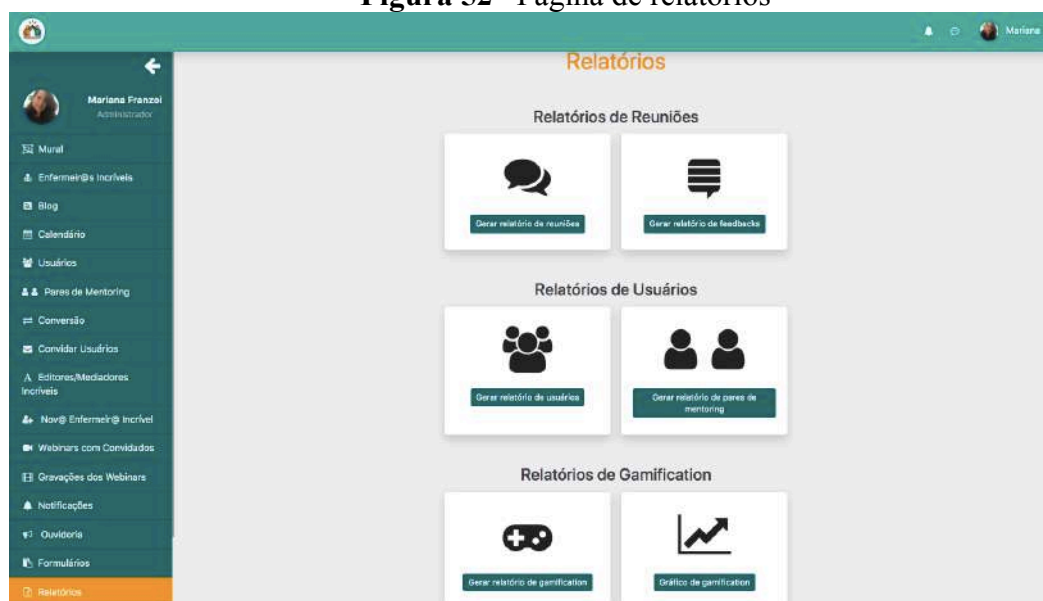 Figura 32 Página de relatórios
Mariana
Mariana Franzoi
Administrador
Mural
Enfermeir@s Incríveis
Blog
Calendário
Usuários
Pares de Mentoring
Conversão
Convidar Usuários
Editores/Mediadores
Incríveis
Nov@ Enfermeir@ Incrível
Webinars com Convidados
Gravações dos Webinars
Notificações
Ouvidoria
Formulários
Relatórios
Relatórios
Relatórios de Reuniões
Gerar relatório de reuniões
Gerar relatório de feedbacks
Relatórios de Usuários
Gerar relatório de usuários
Gerar relatório de pares de
mentoring
Relatórios de Gamification
Gerar relatório de gamification
Gráfico de gamification